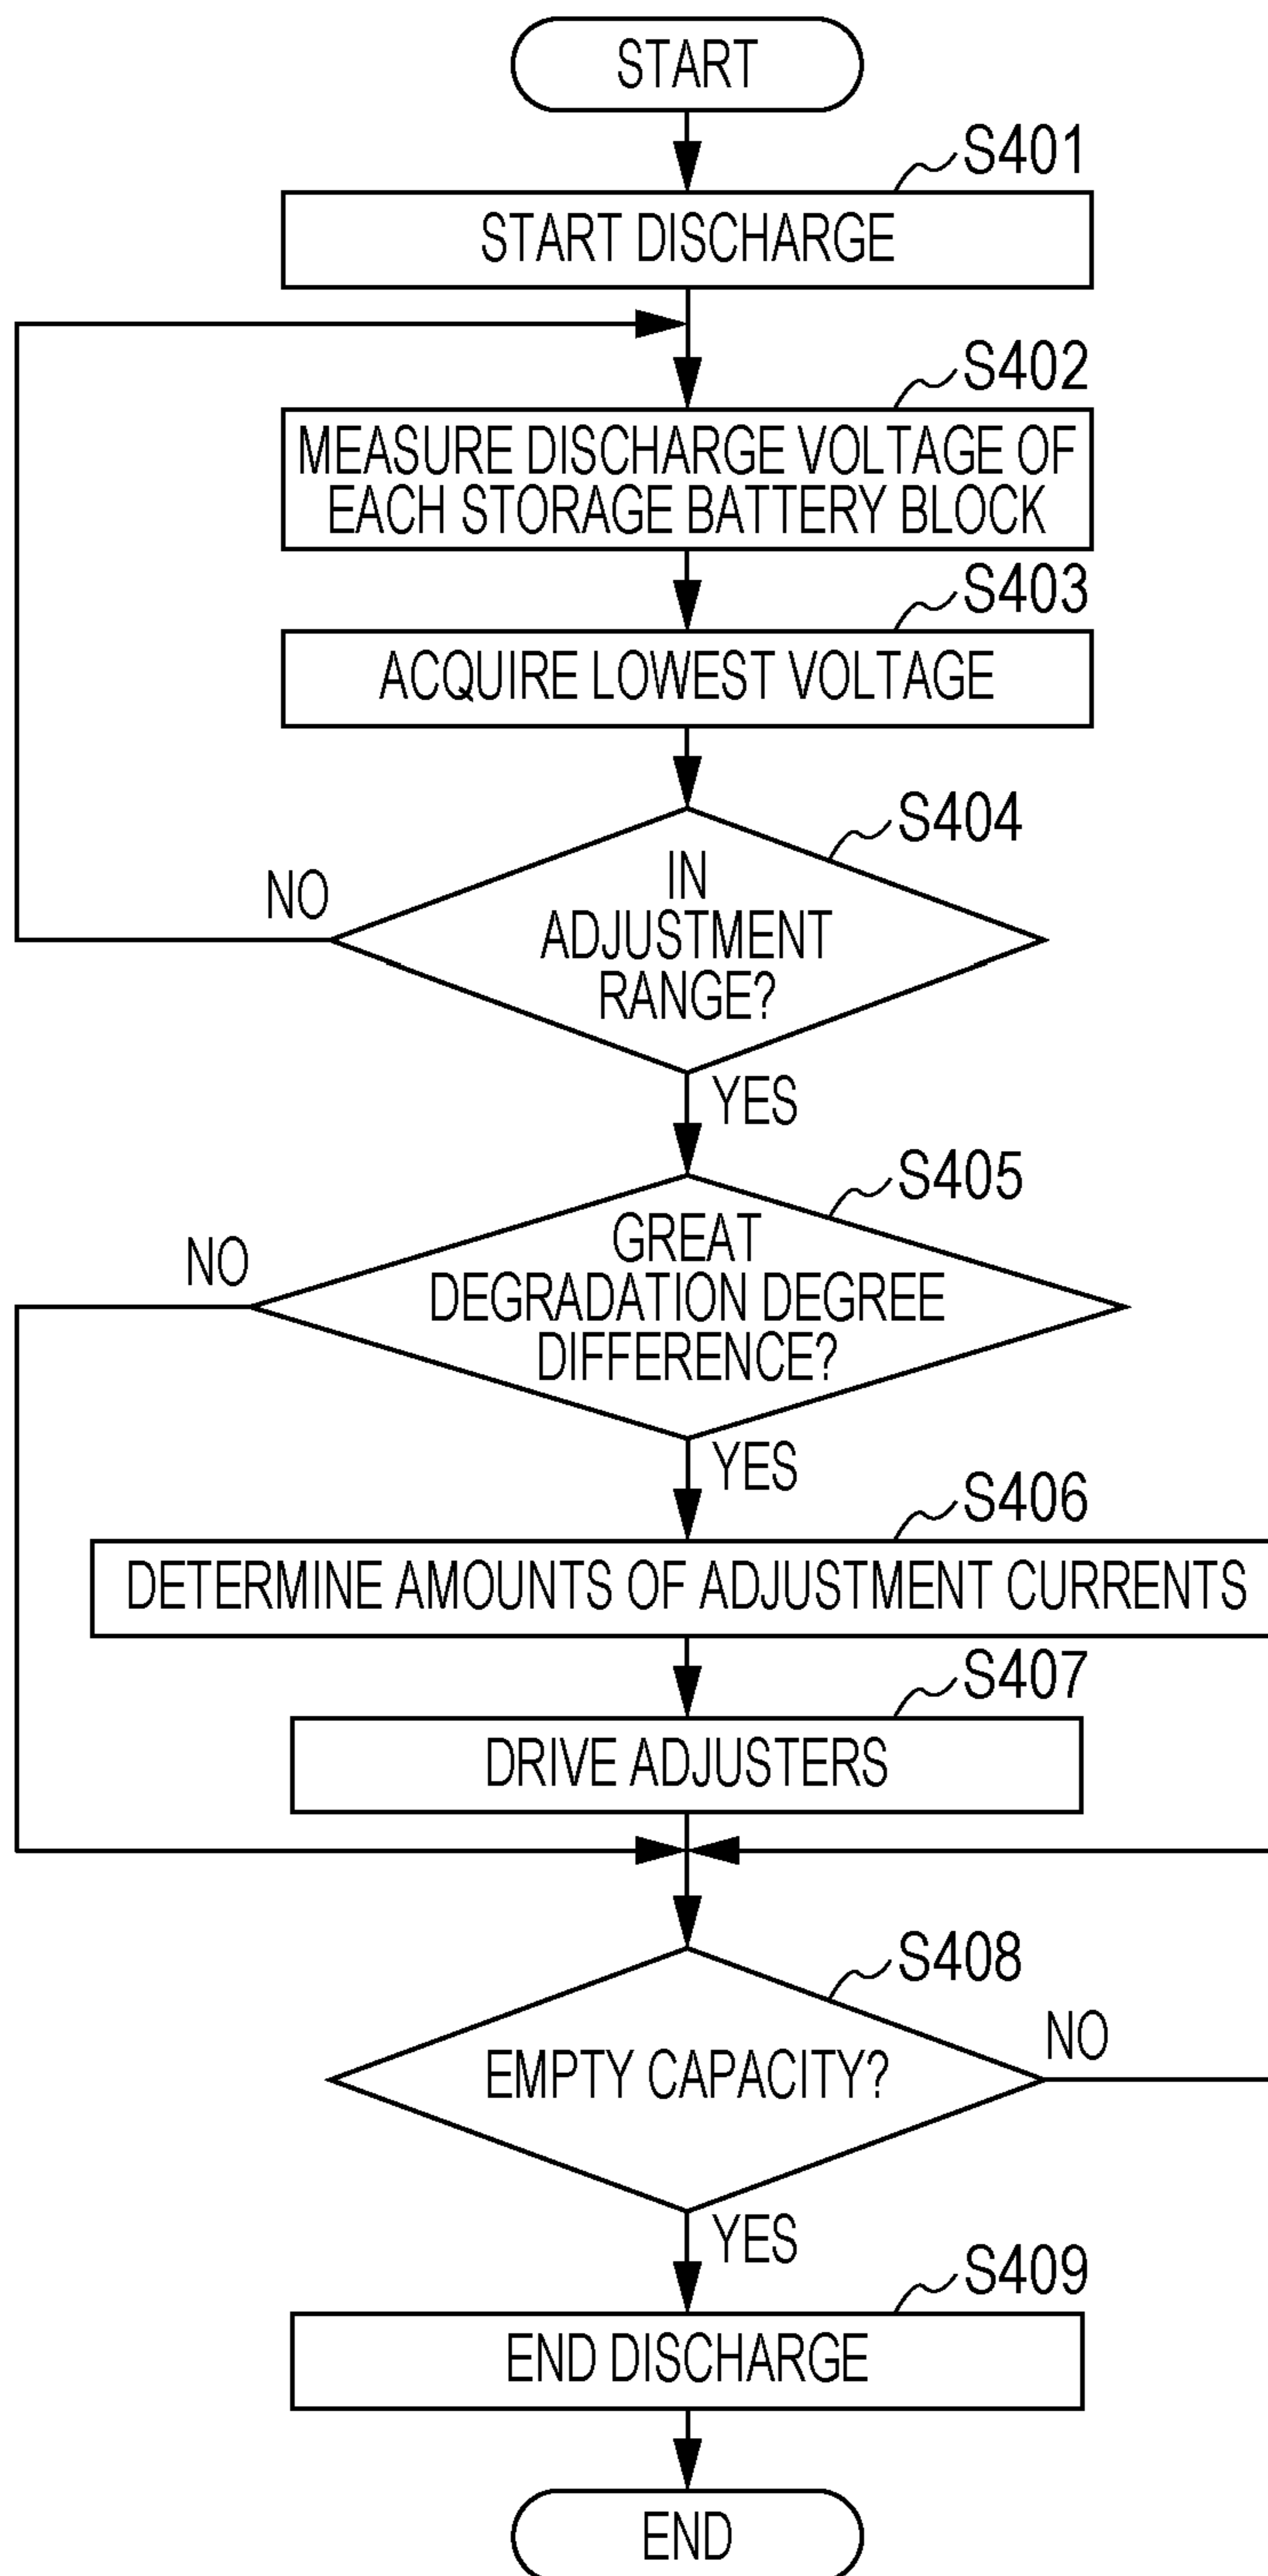 START
S401
START DISCHARGE
S402
MEASURE DISCHARGE VOLTAGE OF
EACH STORAGE BATTERY BLOCK
S403
ACQUIRE LOWEST VOLTAGE
S404
NO
IN
ADJUSTMENT
RANGE?
YES
S405
NO
GREAT
DEGRADATION DEGREE
DIFFERENCE?
YES
S406
DETERMINE AMOUNTS OF ADJUSTMENT CURRENTS
S407
DRIVE ADJUSTERS
S408
NO
EMPTY CAPACITY?
YES
S409
END DISCHARGE
END